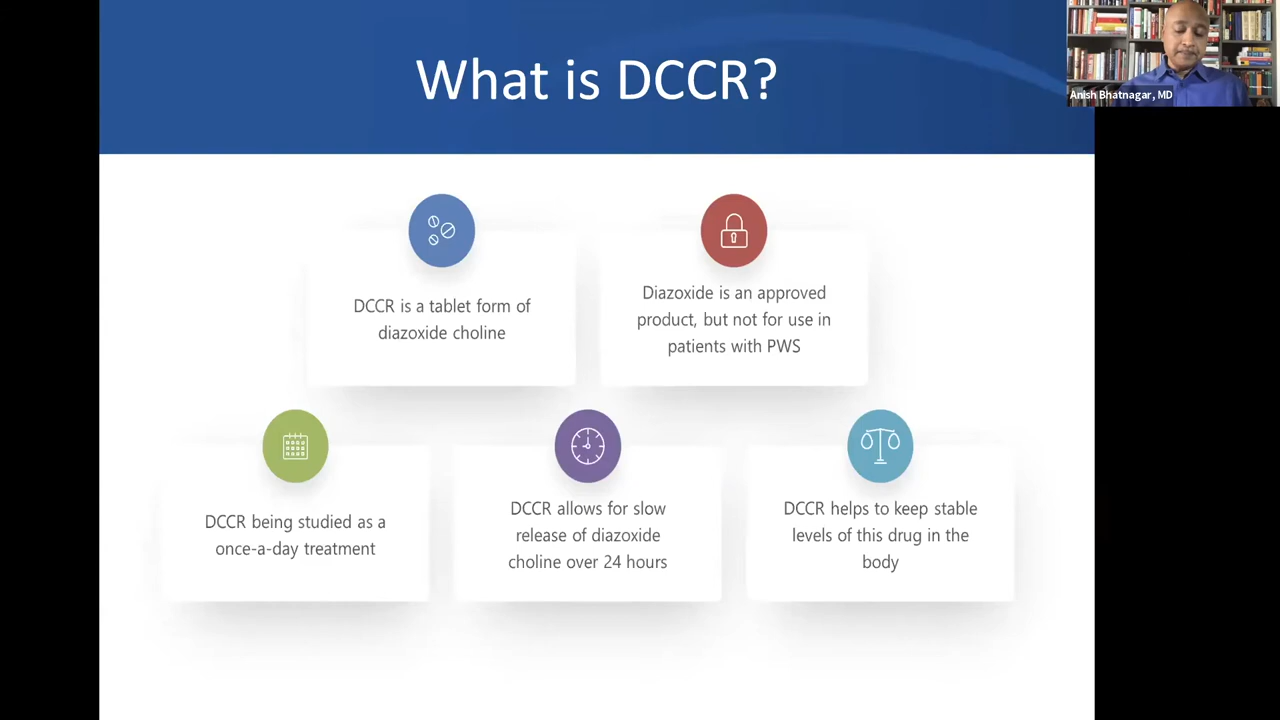 What is DCCR?
Anish Bhatnagar, MD
DCCR is a tablet form of
diazoxide choline
Diazoxide is an approved
product, but not for use in
patients with PWS
DCCR being studied as a
once-a-day treatment
DCCR allows for slow
release of diazoxide
choline over 24 hours
DCCR helps to keep stable
levels of this drug in the
body